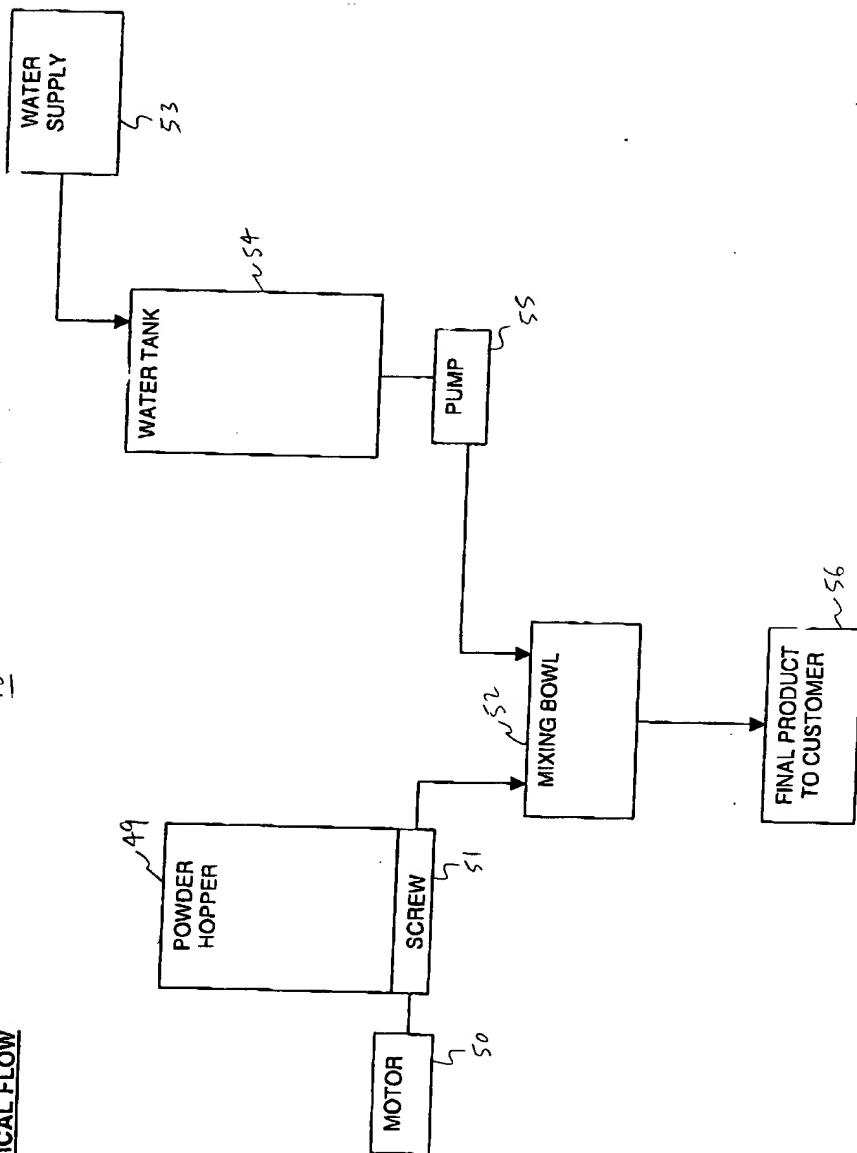 ICAL FLOW
WATER
SUPPLY
53
WATER TANK
54
PUMP
55
49
POWDER
HOPPER
SCREW
51
MOTOR
50
52
MIXING BOWL
FINAL PRODUCT
TO CUSTOMER
56